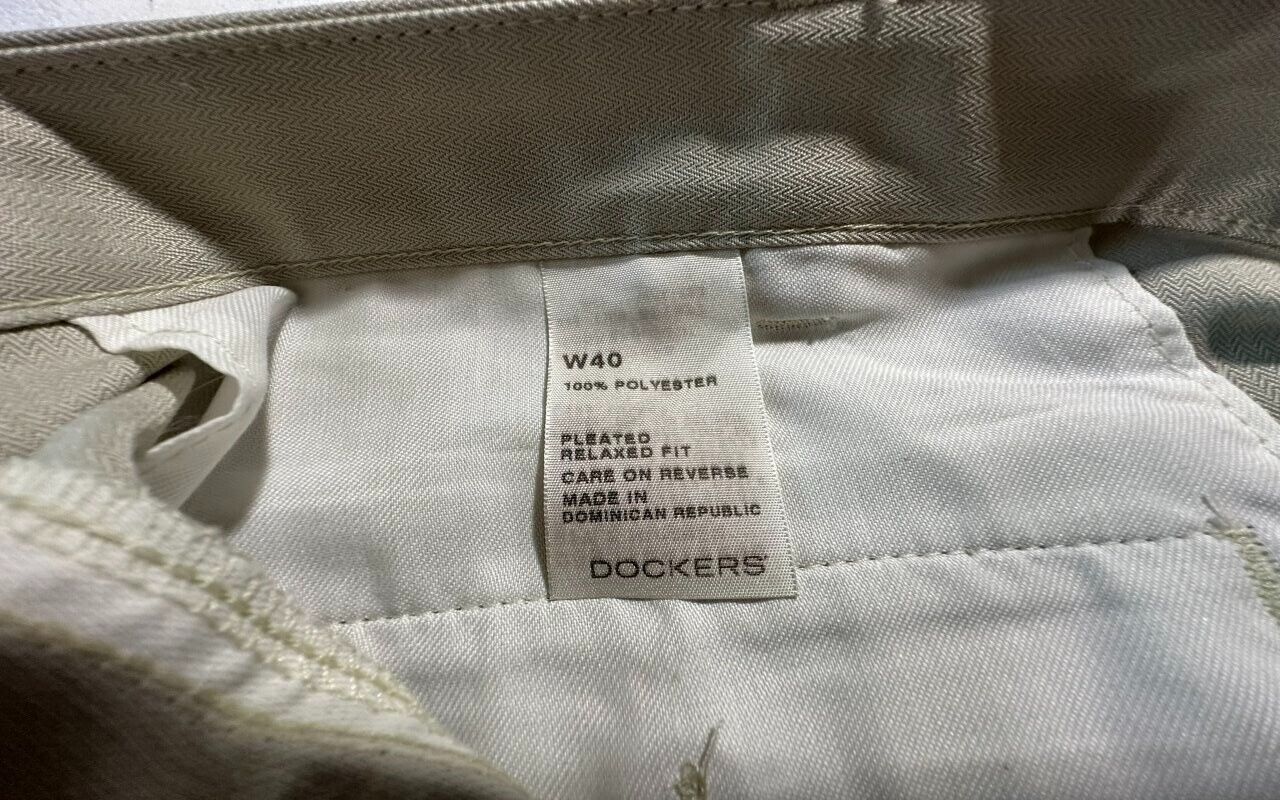 W40
100% POLYESTER
PLEATED
RELAXED FIT
CARE ON REVERSE
MADE IN
DOMINICAN REPUBLIC
DOCKERS